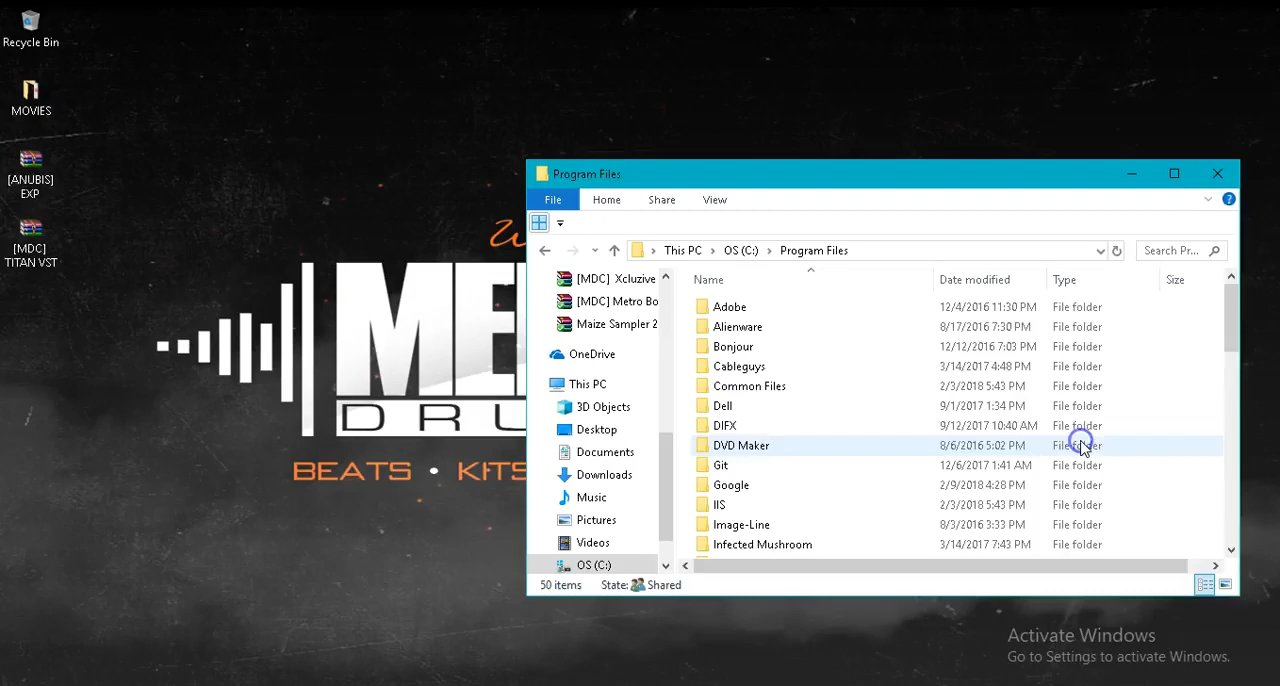 Recycle Bin
MOVIES
[ANUBIS]
EXP
[MDC]
TITAN VST
W
ME
DRU
BEATS • KITS
Program Files
File Home Share View
This PC > OS (C:) > Program Files
Search Pr...
[MDC] Xcluzive
[MDC] Metro Bo
Maize Sampler 2
OneDrive
This PC
3D Objects
Desktop
Documents
Downloads
Music
Pictures
Videos
OS (C:)
Name Date modified Type Size
Adobe 12/4/2016 11:30 PM File folder
Alienware 8/17/2016 7:30 PM File folder
Bonjour 12/12/2016 7:03 PM File folder
Cableguys 3/14/2017 4:48 PM File folder
Common Files 2/3/2018 5:43 PM File folder
Dell 9/1/2017 1:34 PM File folder
DIFX 9/12/2017 10:40 AM File folder
DVD Maker 8/6/2016 5:02 PM File folder
Git 12/6/2017 1:41 AM File folder
Google 2/9/2018 4:28 PM File folder
IIS 2/3/2018 5:43 PM File folder
Image-Line 8/3/2016 3:33 PM File folder
Infected Mushroom 3/14/2017 7:43 PM File folder
50 items State: Shared
Activate Windows
Go to Settings to activate Windows.